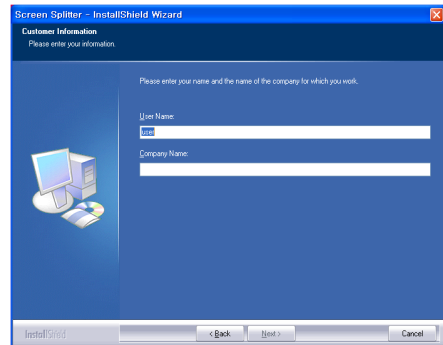 Screen Splitter - InstallShield Wizard
Customer Information
Please enter your information.
Please enter your name and the name of the company for which you work.
User Name:
user
Company Name:
InstallShield
< Back
Next >
Cancel